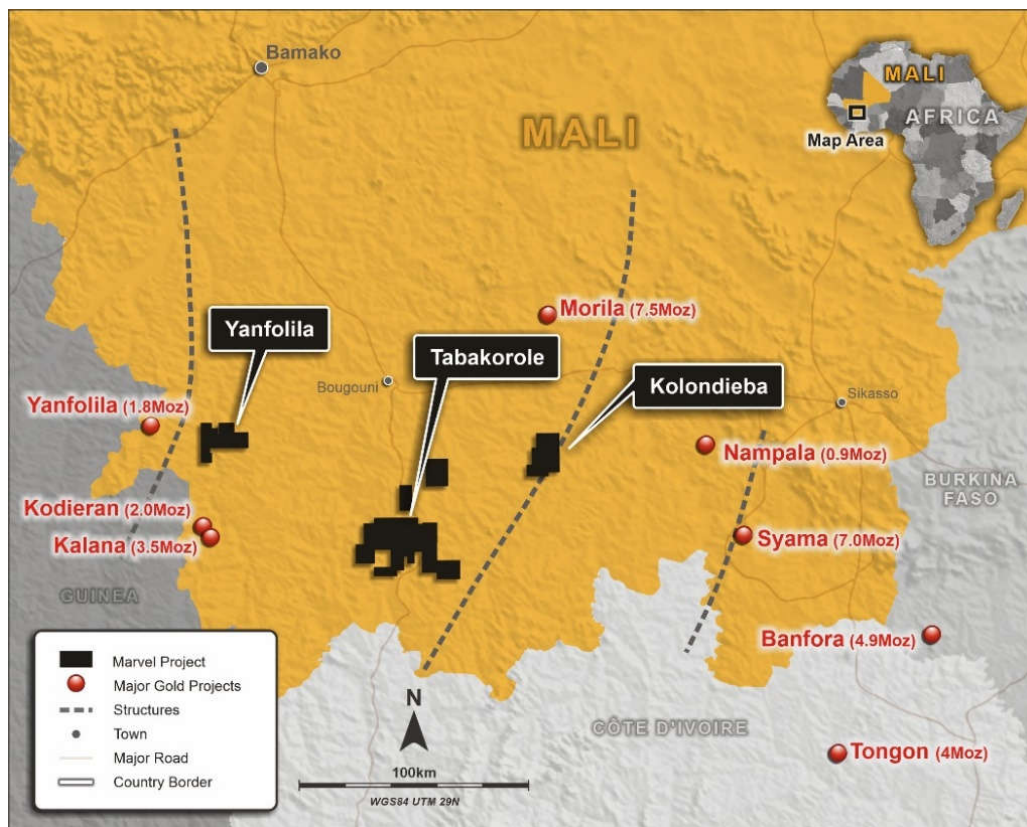 Bamako
MALI
MALI
AFRICA
Map Area
Yanfolila
Morila (7.5Moz)
Tabakorole
Bougouni
Kolondieba
Sikasso
Yanfolila (1.8Moz)
Nampala (0.9Moz)
BURKINA
FASO
Kodieran (2.0Moz)
Kalana (3.5Moz)
Syama (7.0Moz)
GUINEA
Banfora (4.9Moz)
Marvel Project
Major Gold Projects
Structures
Town
Major Road
Country Border
N
CÔTE D'IVOIRE
Tongon (4Moz)
100km
WGS84 UTM 29N